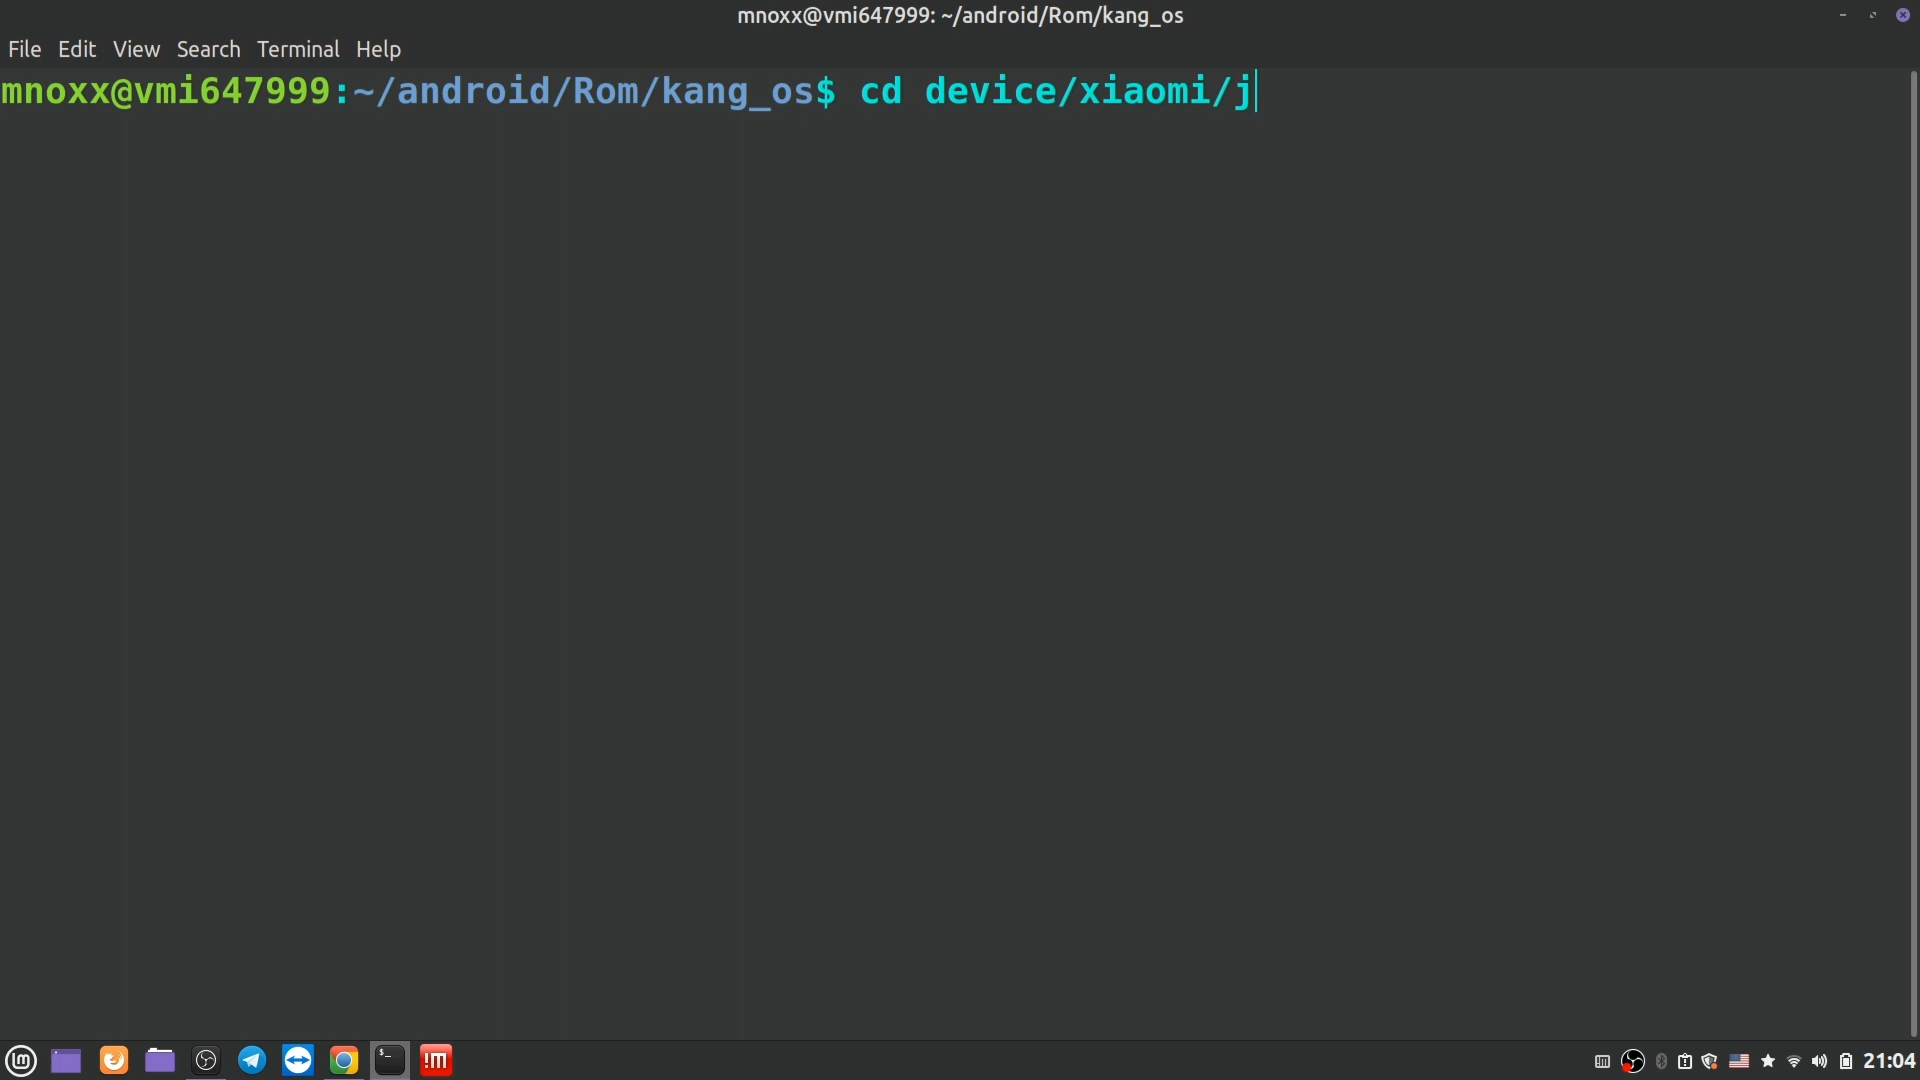 mnoxx@vmi647999: ~/android/Rom/kang_os
File Edit View Search Terminal Help
mnoxx@vmi647999:~/android/Rom/kang_os$ cd device/xiaomi/j
21:04